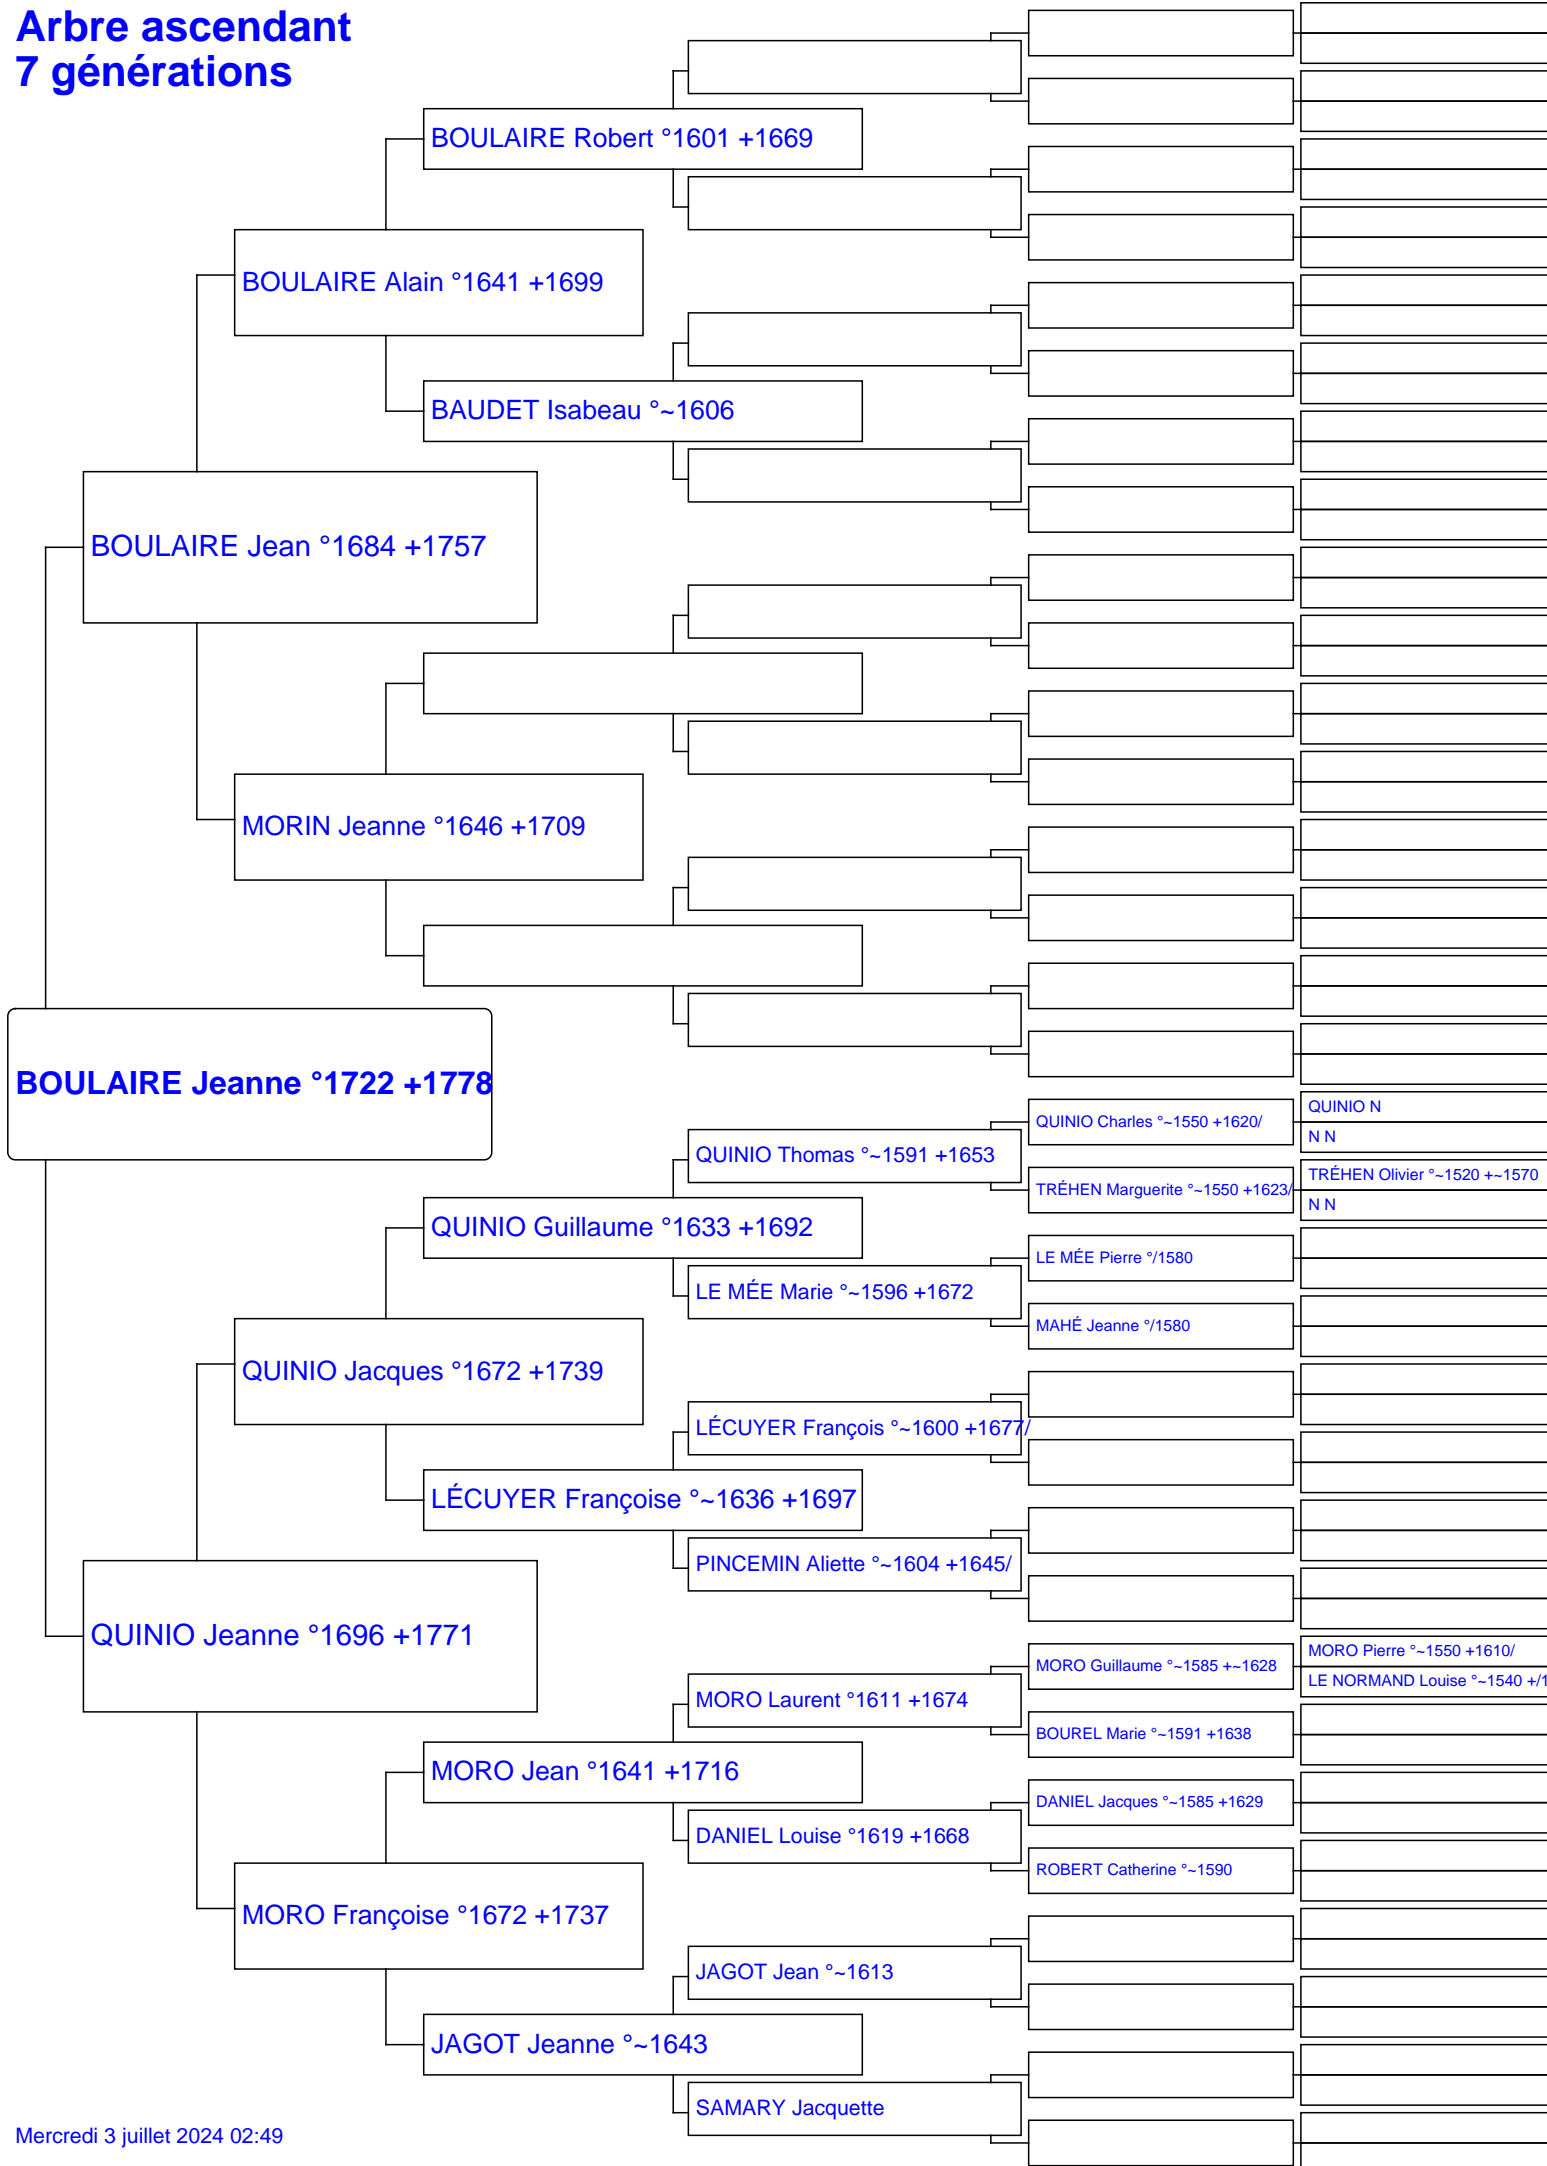 Arbre ascendant
7 générations
BOULAIRE Robert °1601 +1669
BOULAIRE Alain °1641 +1699
BAUDET Isabeau °~1606
BOULAIRE Jean °1684 +1757
MORIN Jeanne °1646 +1709
BOULAIRE Jeanne °1722 +1778
QUINIO N
QUINIO Charles °~1550 +1620/
N N
QUINIO Thomas °~1591 +1653
TRÉHEN Olivier °~1520 +~1570
TRÉHEN Marguerite °~1550 +1623/
N N
QUINIO Guillaume °1633 +1692
LE MÉE Pierre °/1580
LE MÉE Marie °~1596 +1672
MAHÉ Jeanne °/1580
QUINIO Jacques °1672 +1739
LÉCUYER François °~1600 +1677/
LÉCUYER Françoise °~1636 +1697
PINCEMIN Aliette °~1604 +1645/
QUINIO Jeanne °1696 +1771
MORO Pierre °~1550 +1610/
MORO Guillaume °~1585 +~1628
LE NORMAND Louise °~1540 +/1
MORO Laurent °1611 +1674
BOUREL Marie °~1591 +1638
MORO Jean °1641 +1716
DANIEL Jacques °~1585 +1629
DANIEL Louise °1619 +1668
ROBERT Catherine °~1590
MORO Françoise °1672 +1737
JAGOT Jean °~1613
JAGOT Jeanne °~1643
SAMARY Jacquette
Mercredi 3 juillet 2024 02:49